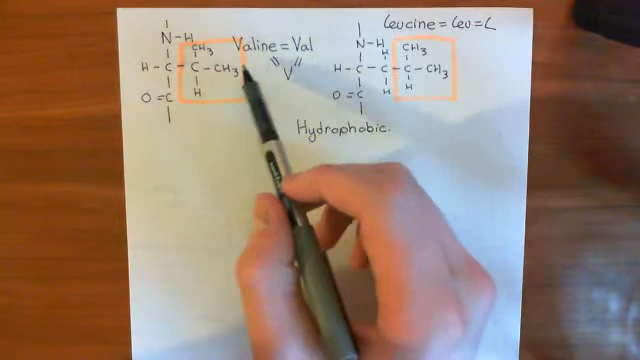 N-H
CH3
H-C-C-CH3
H
O=C
Valine = Val
"V"
Leucine = Leu = L
N-H
H CH3
H-C-C-C-CH3
H H
O=C
Hydrophobic.